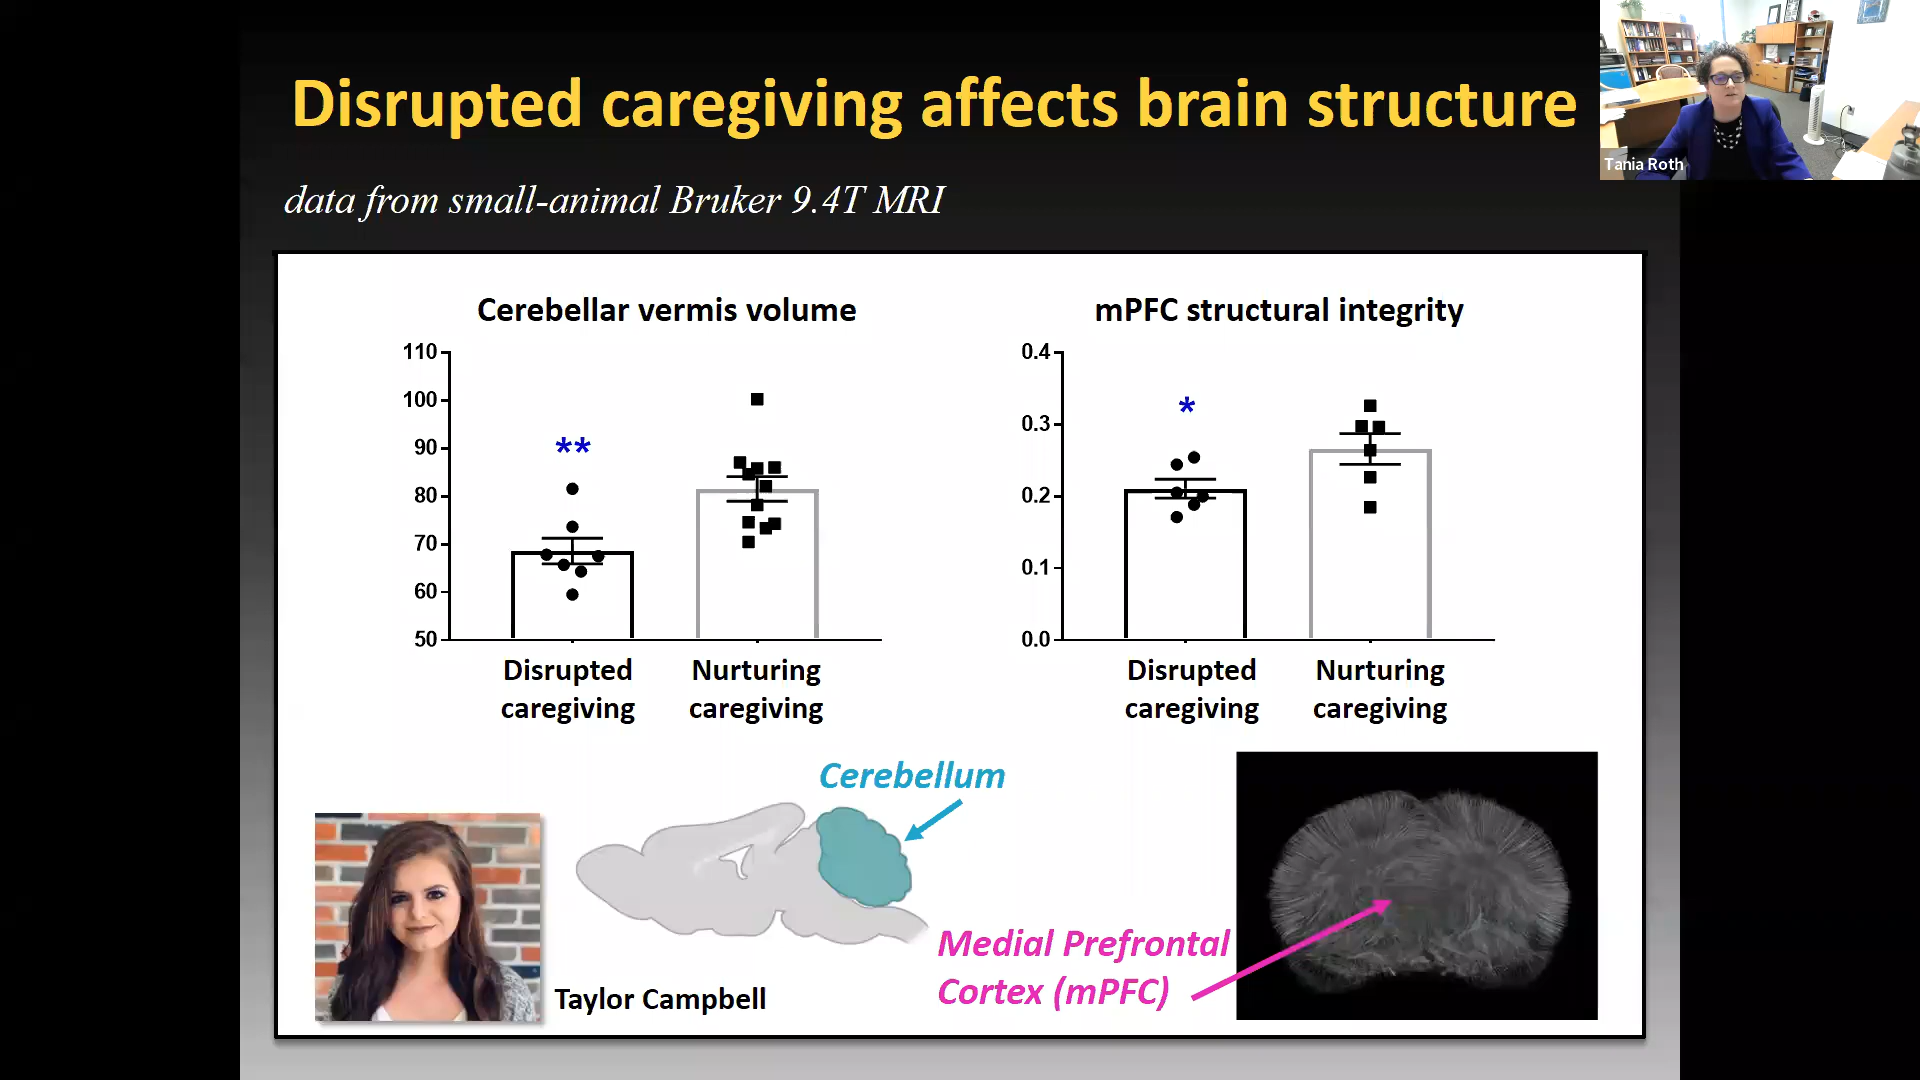 Disrupted caregiving affects brain structure
Tania Roth
data from small-animal Bruker 9.4T MRI
Cerebellar vermis volume
110
100
90
80
70
60
50
**
Disrupted caregiving
Nurturing caregiving
mPFC structural integrity
0.4
0.3
0.2
0.1
0.0
*
Disrupted caregiving
Nurturing caregiving
Cerebellum
Medial Prefrontal
Cortex (mPFC)
Taylor Campbell